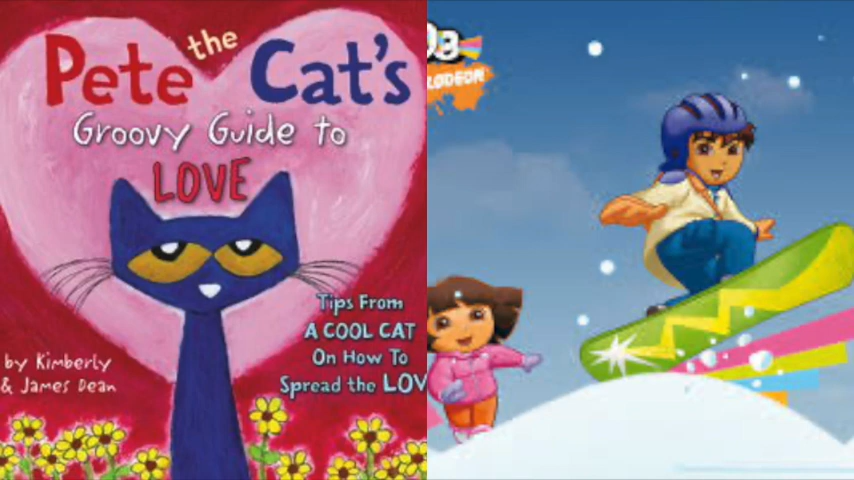 Pete the Cat's
Groovy Guide to
LOVE
Tips From
A COOL CAT
On How To
Spread the LOV
by Kimberly
& James Dean